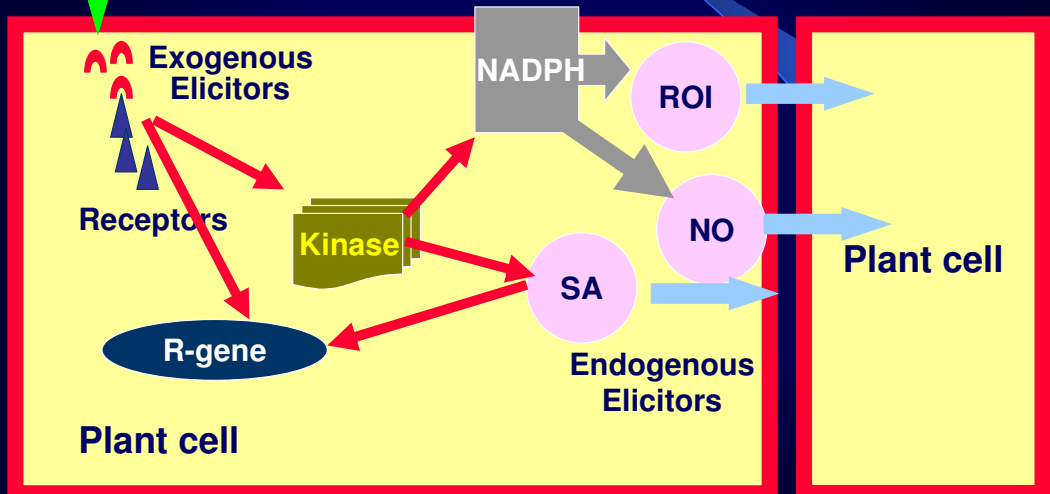 Exogenous
Elicitors
NADPH
ROI
Receptors
Kinase
NO
SA
Plant cell
R-gene
Endogenous
Elicitors
Plant cell